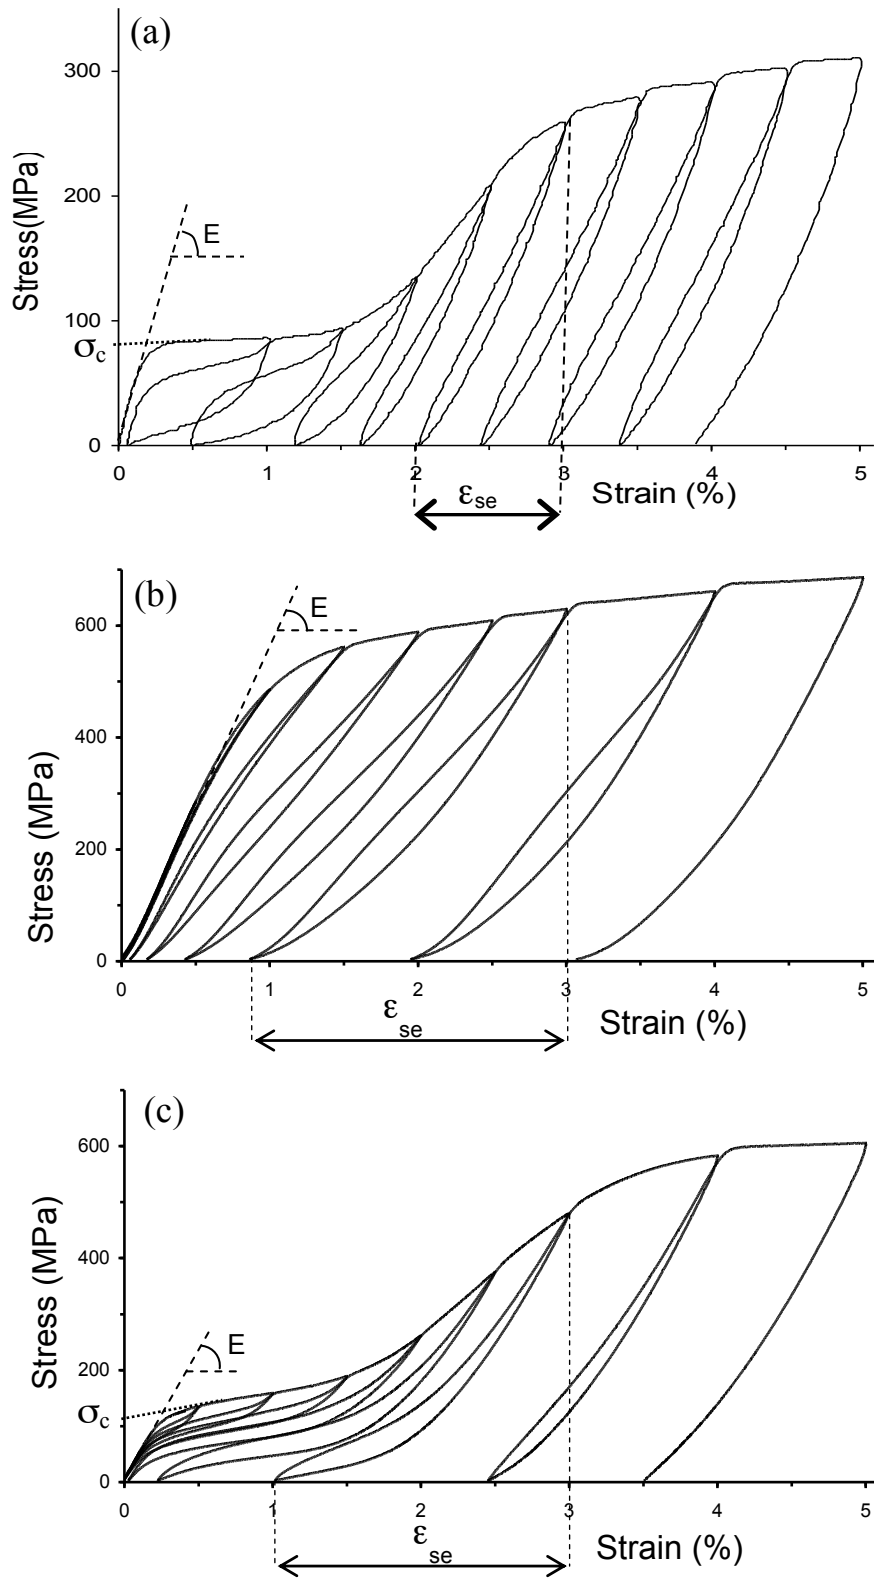 (a)
300
200
100
0
Stress(MPa)
E
σc
0 1 2 3 4 5
Strain (%)
εse
(b)
600
400
200
0
Stress (MPa)
E
0 1 2 3 4 5
Strain (%)
εse
(c)
600
400
200
0
Stress (MPa)
E
σc
0 1 2 3 4 5
Strain (%)
εse